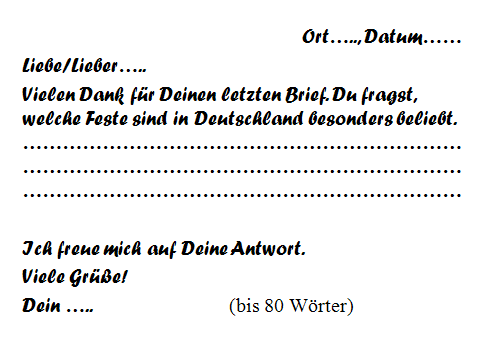 Ort….., Datum……
Liebe/Lieber…..
Vielen Dank für Deinen letzten Brief. Du fragst,
welche Feste sind in Deutschland besonders beliebt.
…………………………………………………………
…………………………………………………………
…………………………………………………………
Ich freue mich auf Deine Antwort.
Viele Grüße!
Dein ….. (bis 80 Wörter)